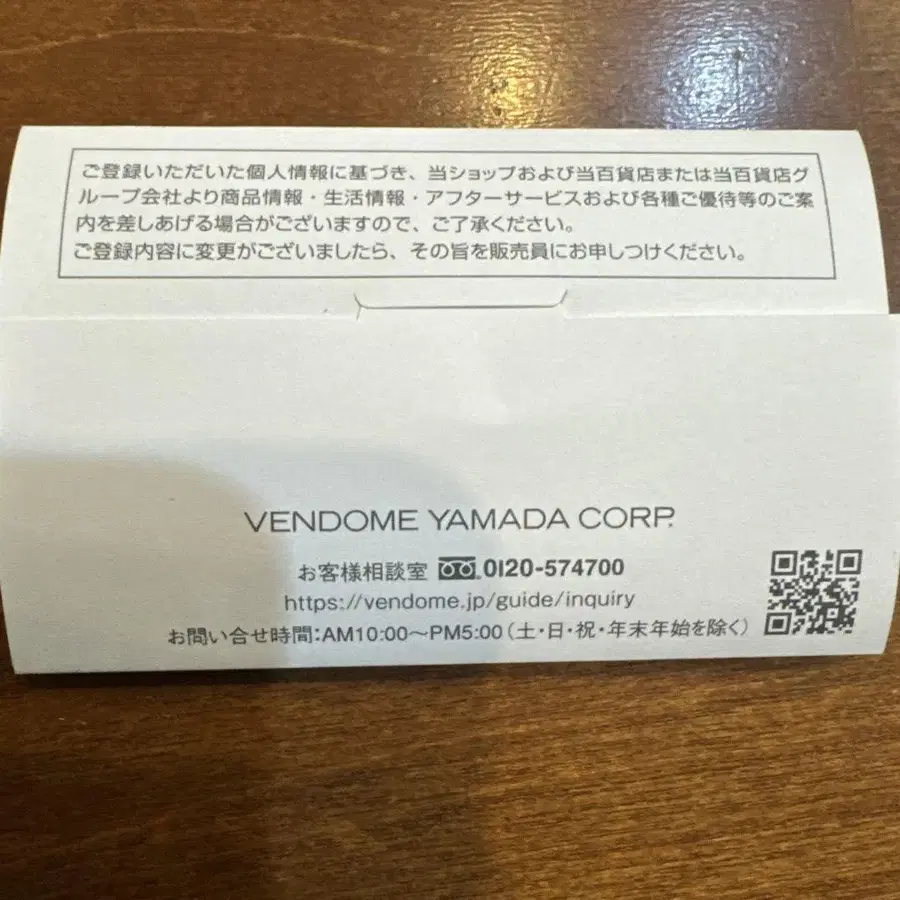 ご登録いただいた個人情報に基づき、当ショップおよび当百貨店または当百貨店グ
ループ会社より商品情報・生活情報・アフターサービスおよび各種ご優待等のご案
内を差しあげる場合がございますので、ご了承ください。
ご登録内容に変更がございましたら、その旨を販売員にお申しつけください。
VENDOME YAMADA CORP.
お客様相談室 0120-574700
https://vendome.jp/guide/inquiry
お問い合せ時間:AM10:00〜PM5:00(土・日・祝・年末年始を除く)